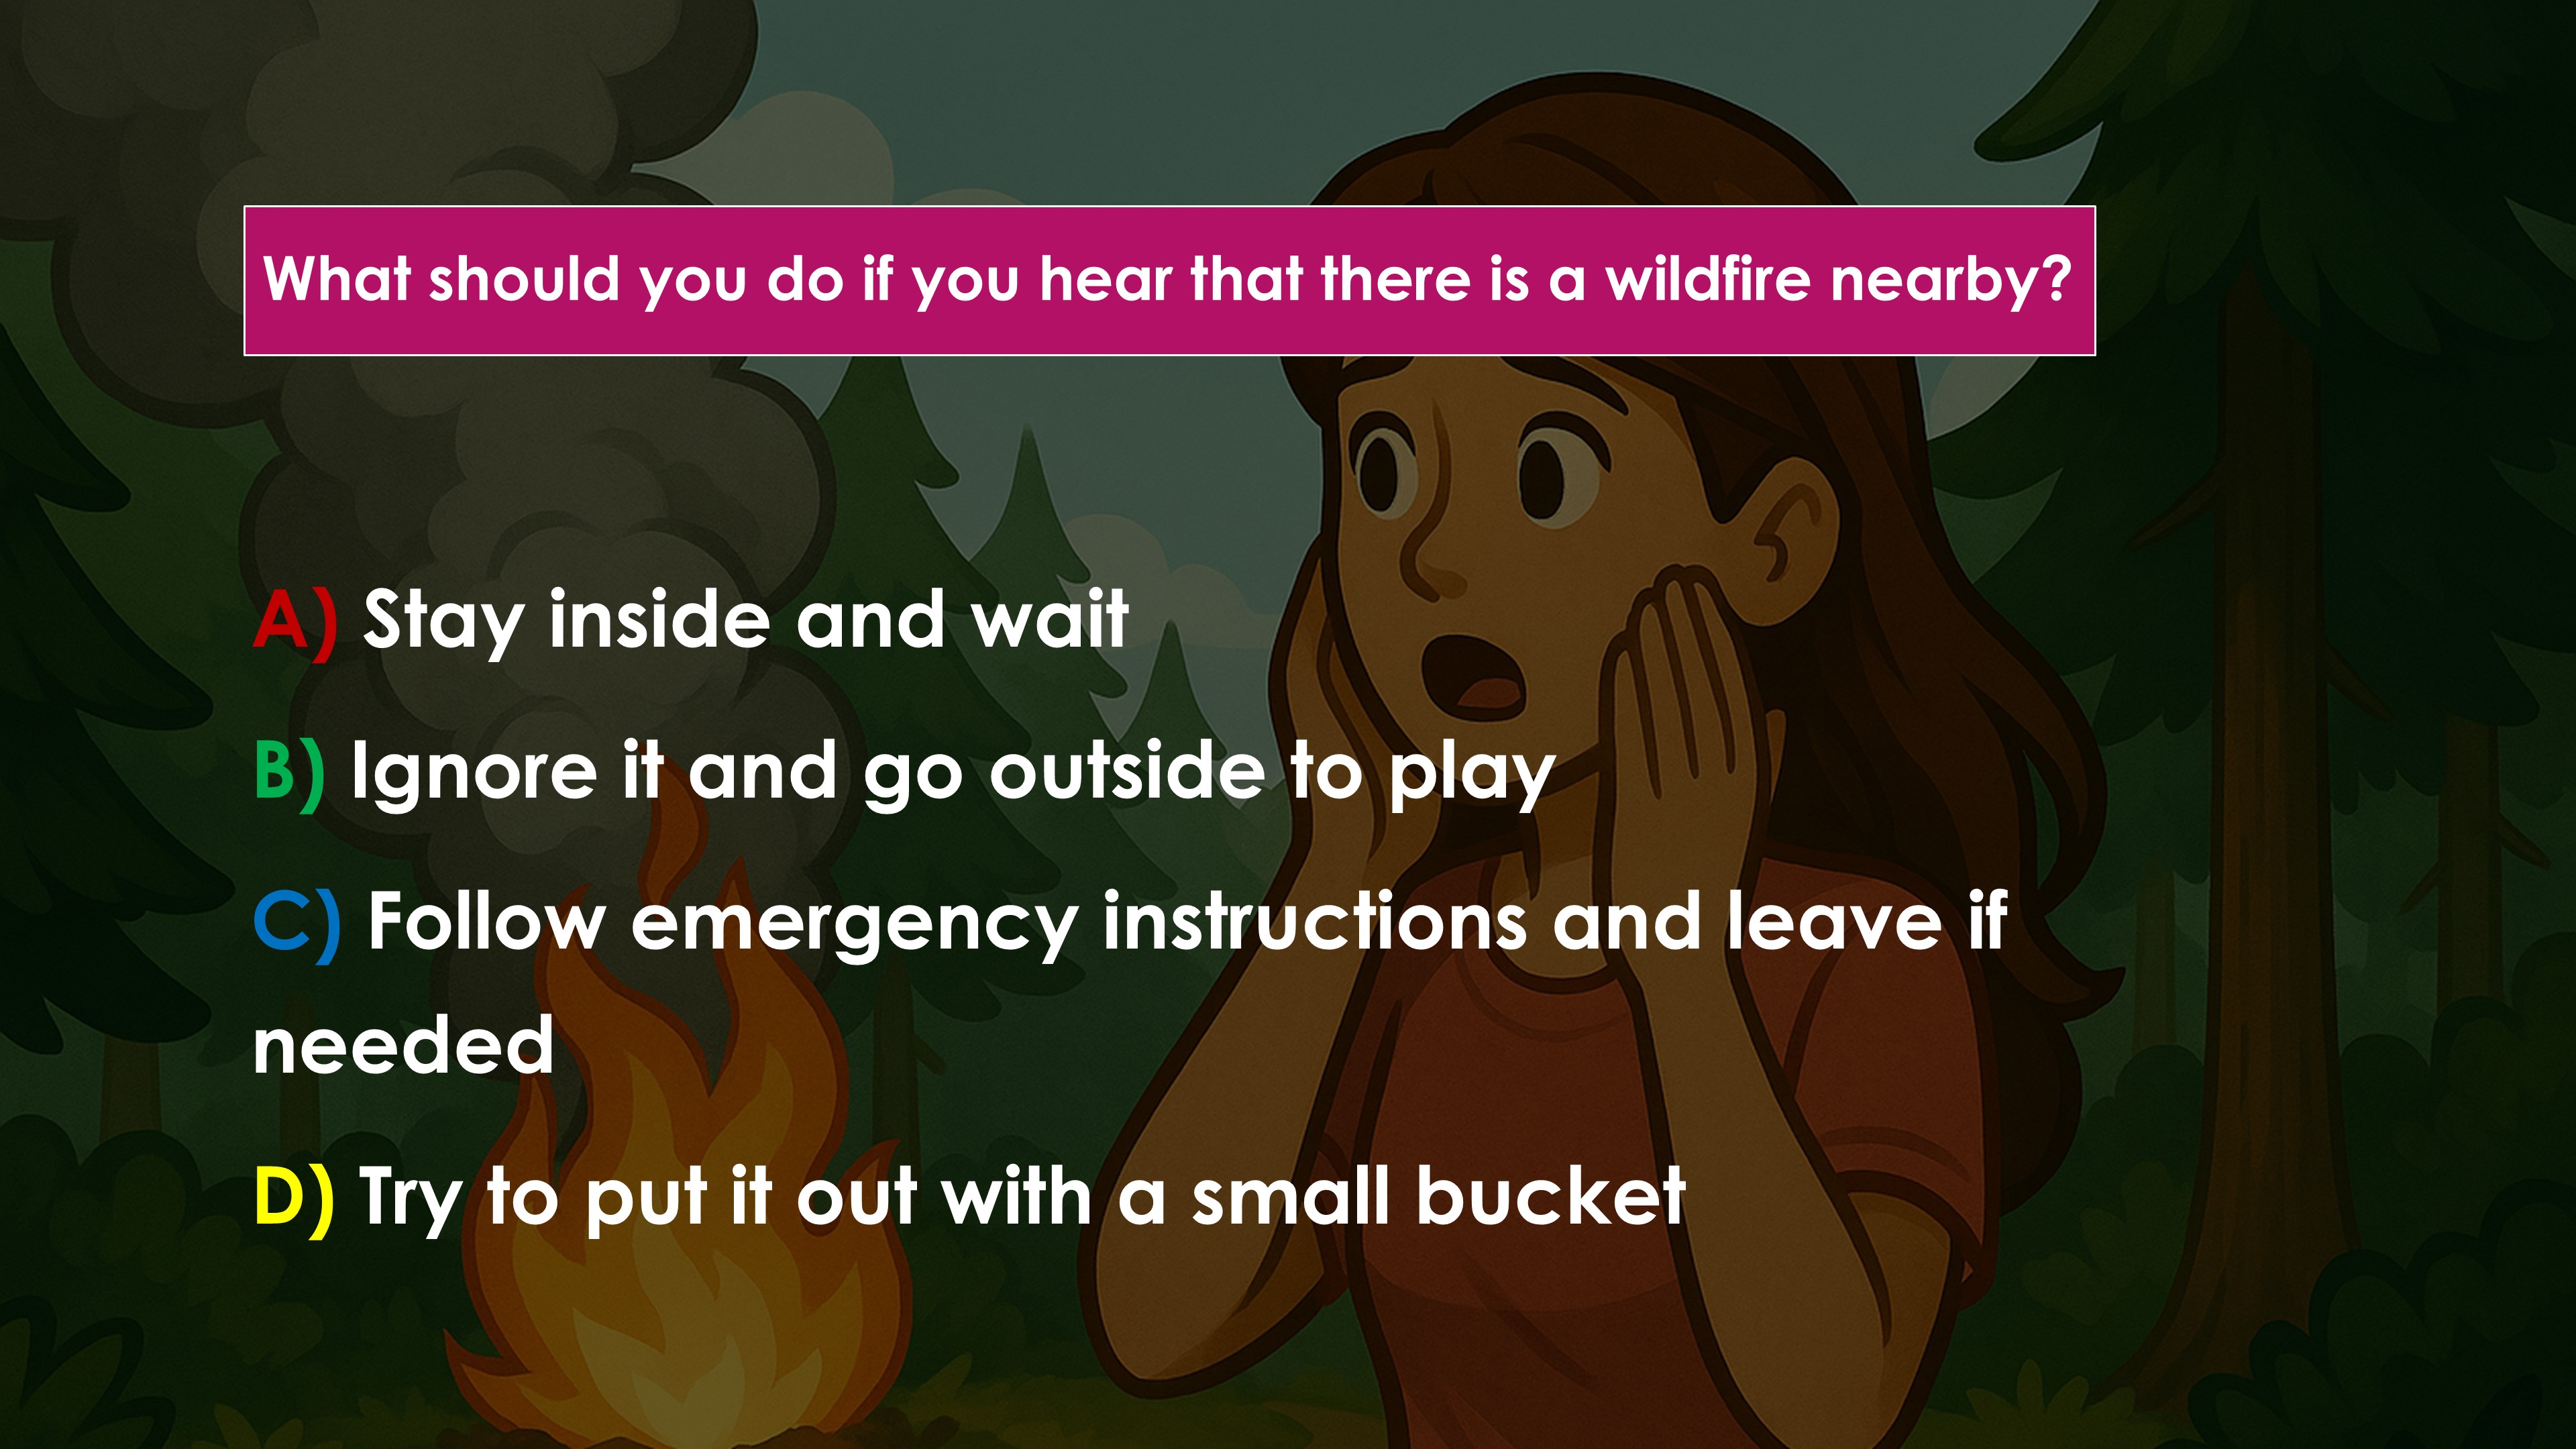 What should you do if you hear that there is a wildfire nearby?
A) Stay inside and wait
B) Ignore it and go outside to play
C) Follow emergency instructions and leave if
needed
D) Try to put it out with a small bucket